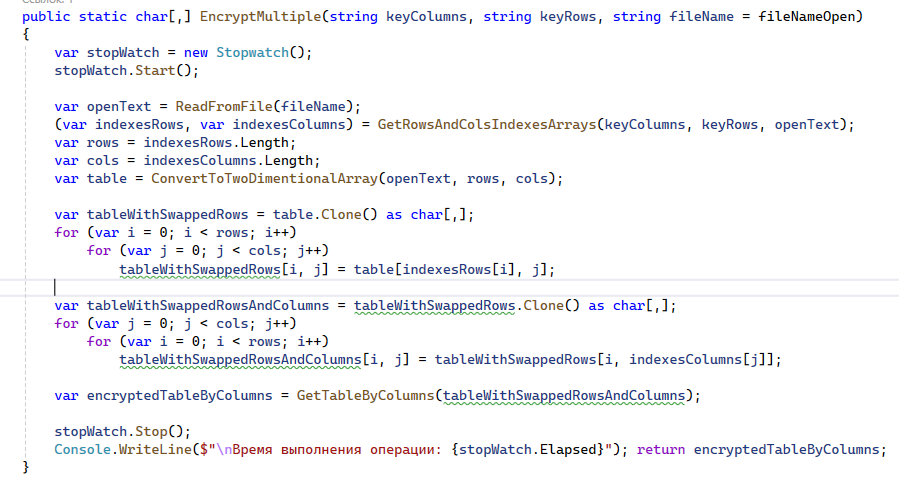 public static char[,] EncryptMultiple(string keyColumns, string keyRows, string fileName = fileNameOpen)
{
    var stopWatch = new Stopwatch();
    stopWatch.Start();

    var openText = ReadFromFile(fileName);
    (var indexesRows, var indexesColumns) = GetRowsAndColsIndexesArrays(keyColumns, keyRows, openText);
    var rows = indexesRows.Length;
    var cols = indexesColumns.Length;
    var table = ConvertToTwoDimentionalArray(openText, rows, cols);

    var tableWithSwappedRows = table.Clone() as char[,];
    for (var i = 0; i < rows; i++)
        for (var j = 0; j < cols; j++)
            tableWithSwappedRows[i, j] = table[indexesRows[i], j];

    var tableWithSwappedRowsAndColumns = tableWithSwappedRows.Clone() as char[,];
    for (var j = 0; j < cols; j++)
        for (var i = 0; i < rows; i++)
            tableWithSwappedRowsAndColumns[i, j] = tableWithSwappedRows[i, indexesColumns[j]];

    var encryptedTableByColumns = GetTableByColumns(tableWithSwappedRowsAndColumns);

    stopWatch.Stop();
    Console.WriteLine($"\nВремя выполнения операции: {stopWatch.Elapsed}"); return encryptedTableByColumns;
}